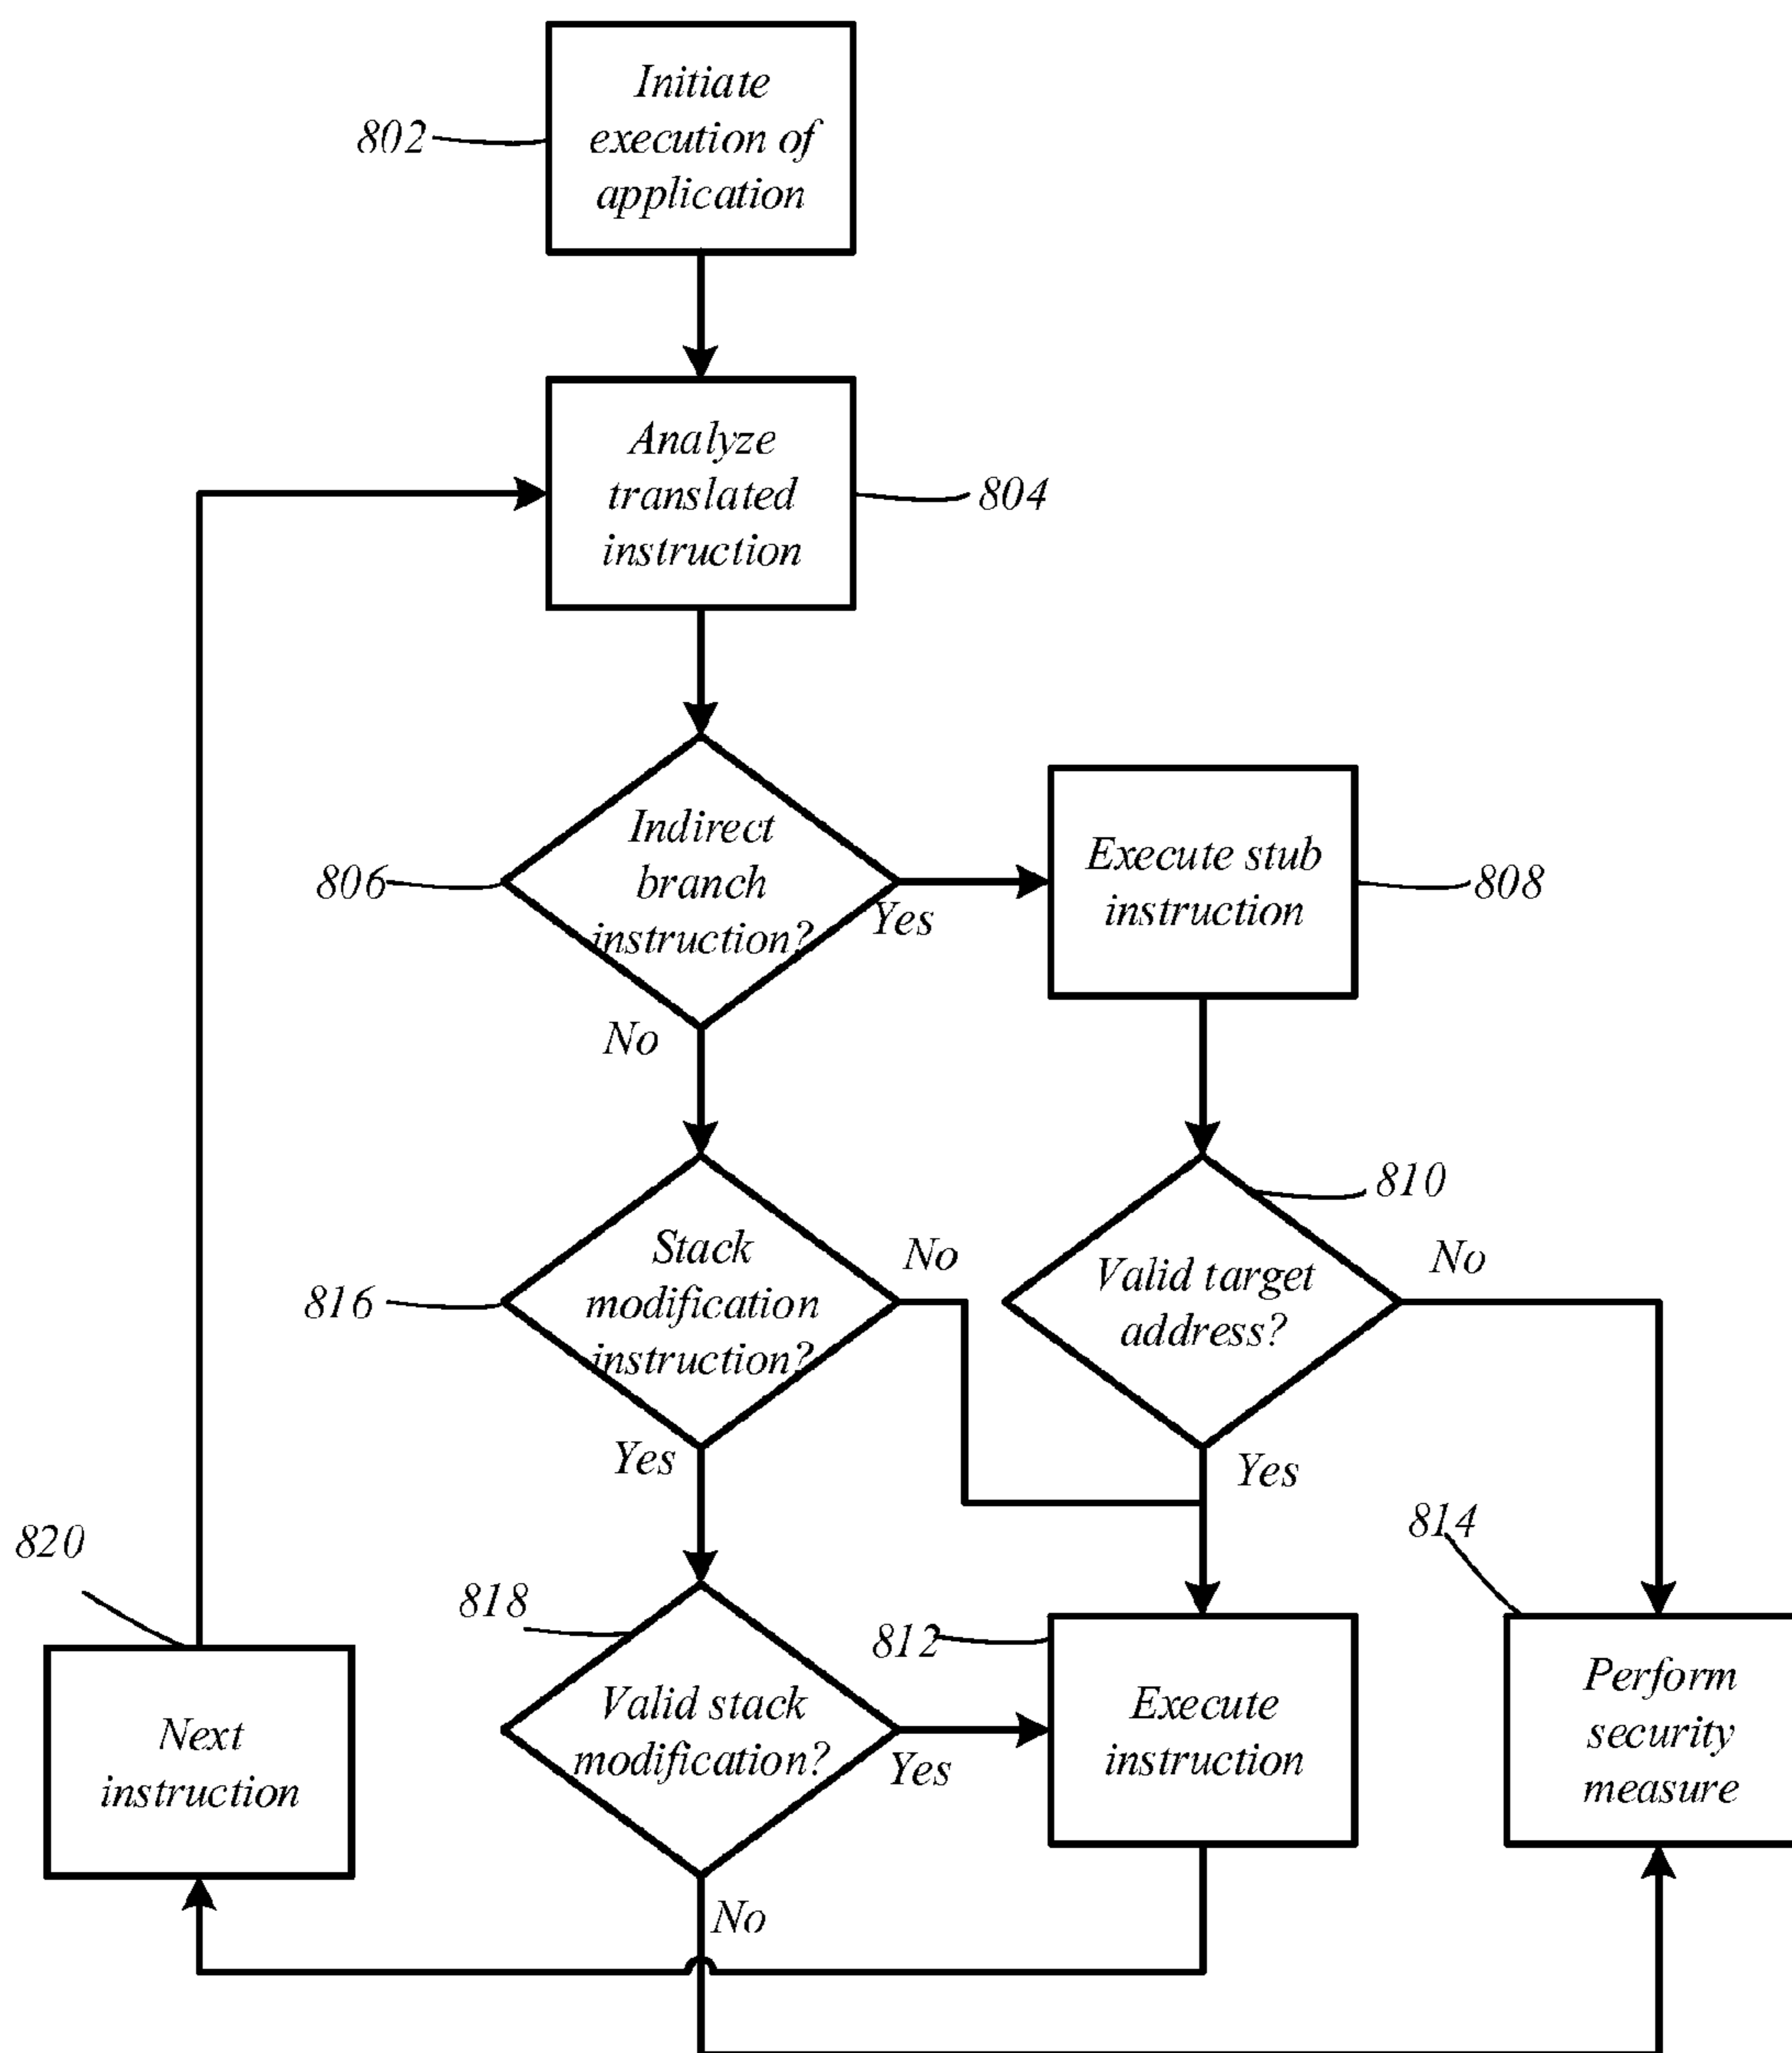 Initiate
execution of
application
802
Analyze
translated
instruction
804
Indirect
branch
instruction?
806
Yes
No
Execute stub
instruction
808
Stack
modification
instruction?
816
No
Yes
Valid target
address?
810
No
Yes
820
Next
instruction
818
Valid stack
modification?
Yes
No
812
Execute
instruction
814
Perform
security
measure